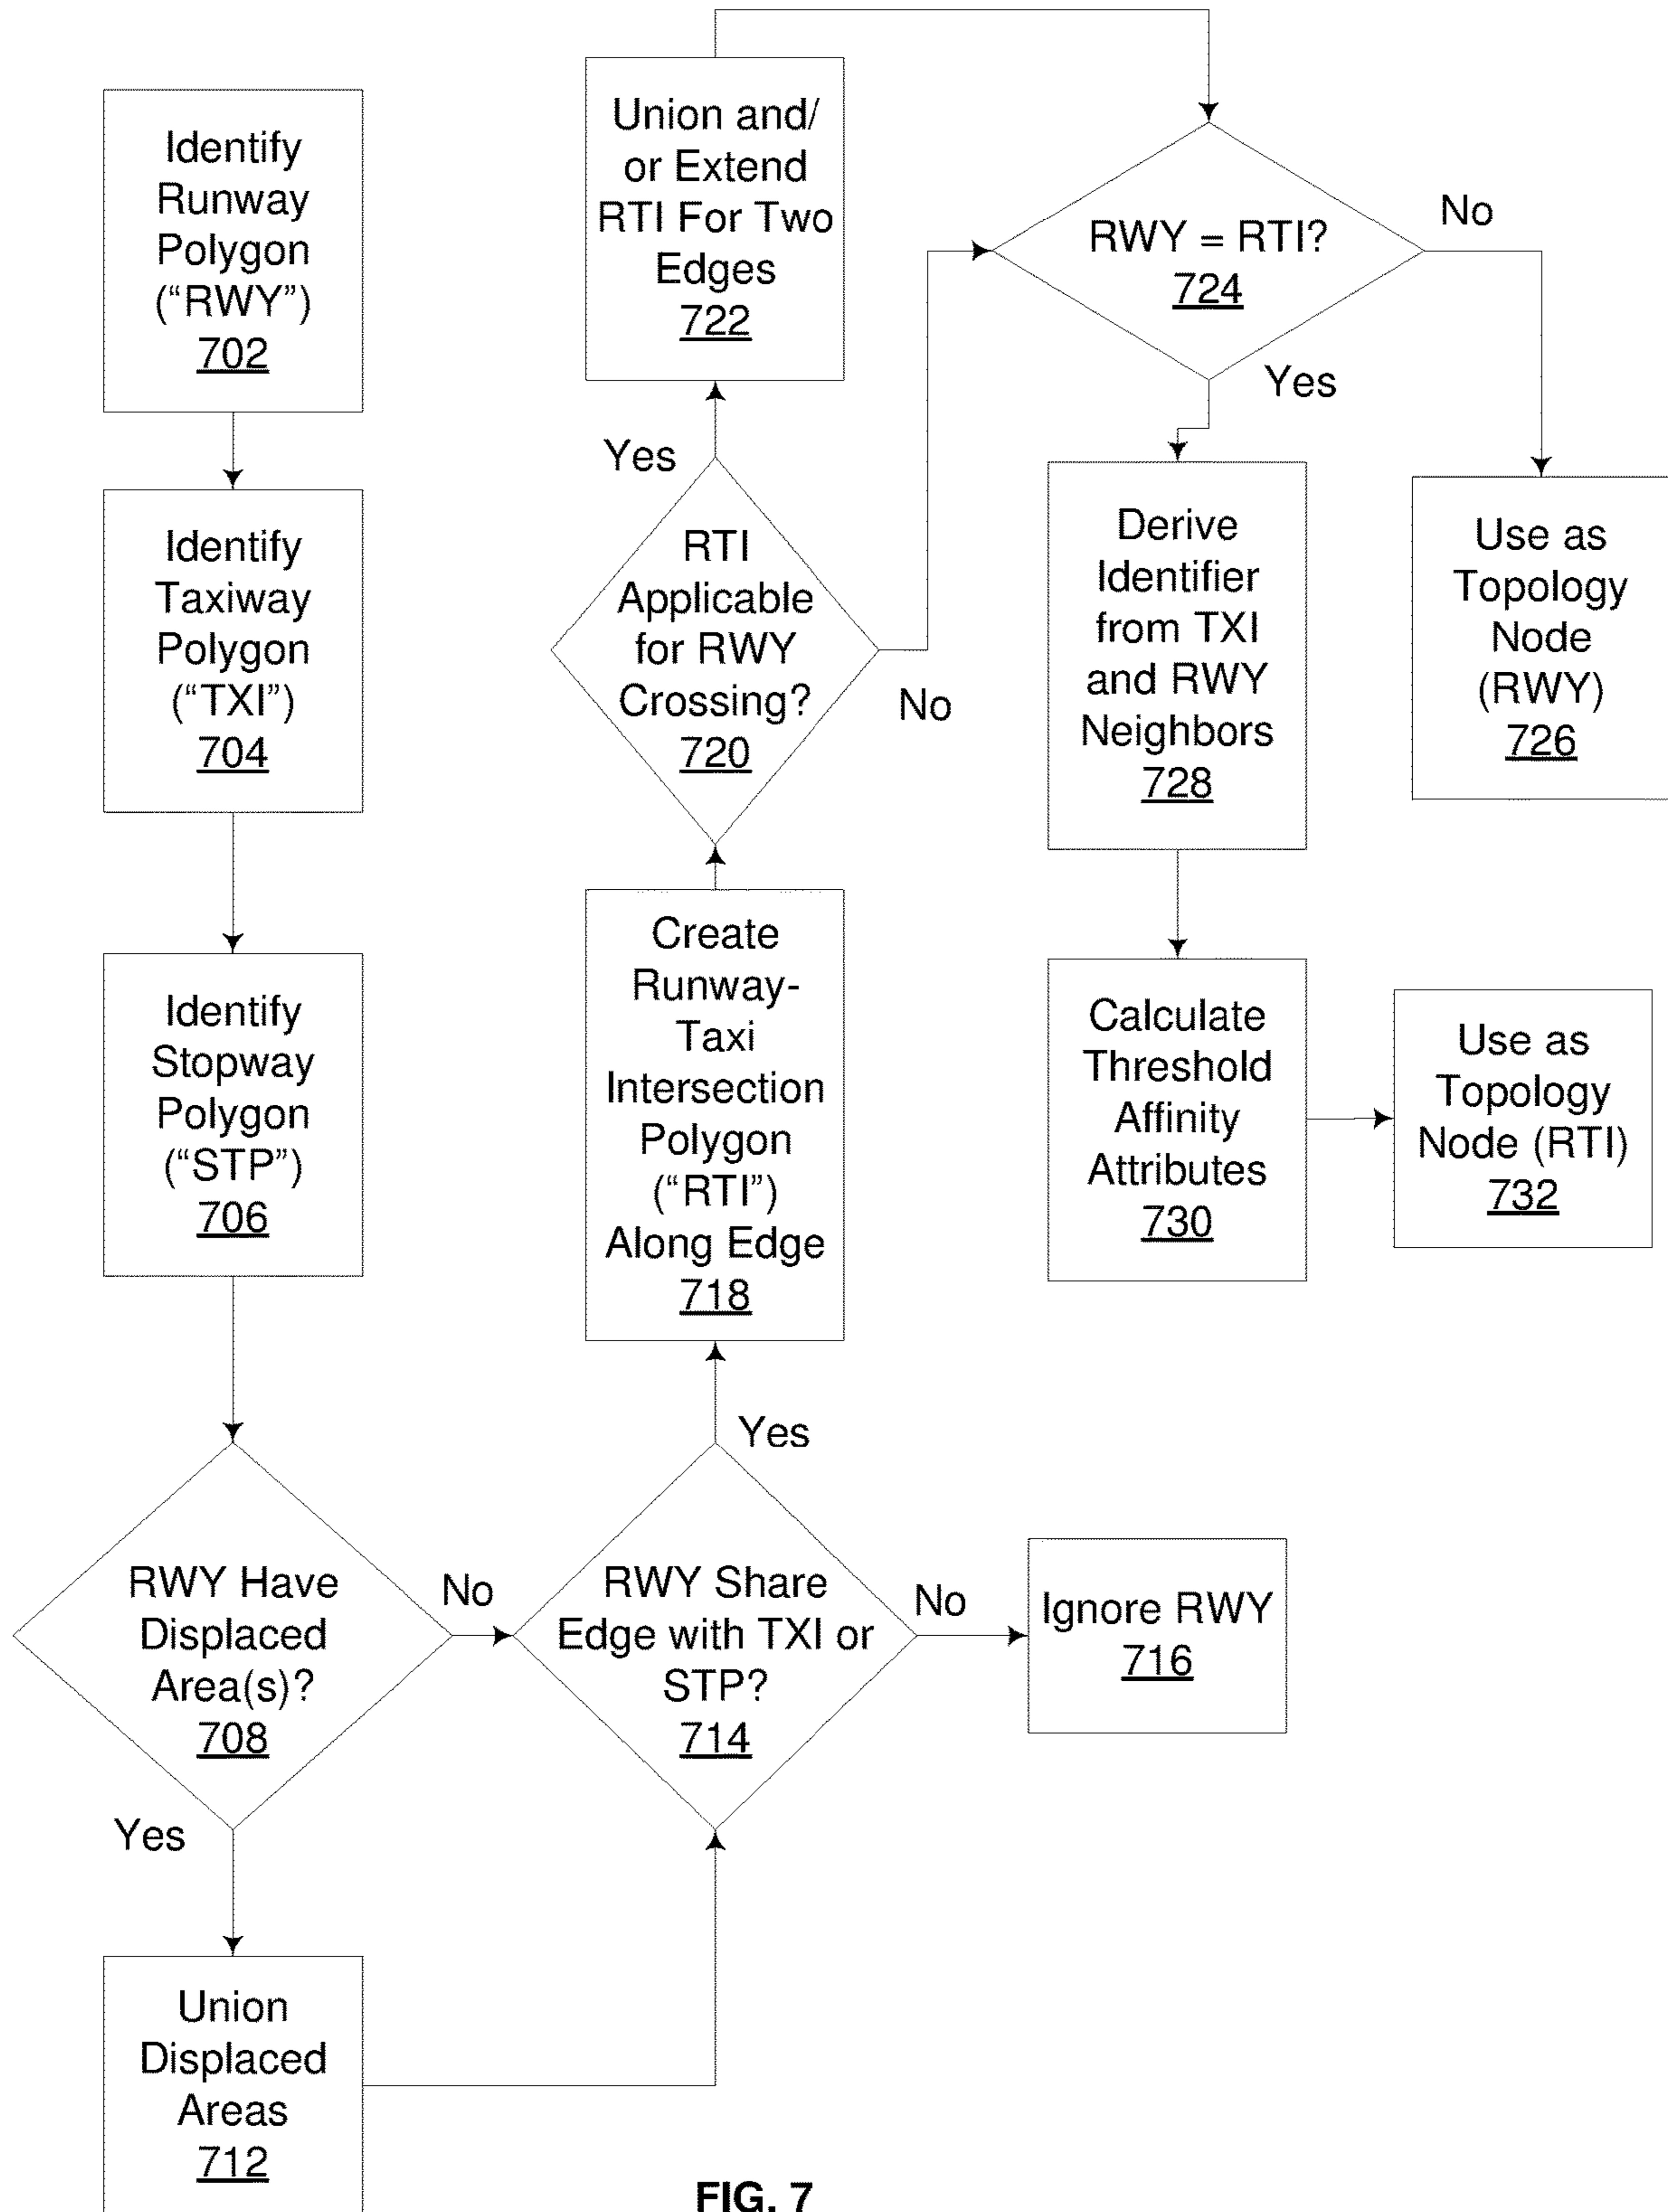 Identify
Runway
Polygon
(“RWY”)
702
Identify
Taxiway
Polygon
(“TXI”)
704
Identify
Stopway
Polygon
(“STP”)
706
RWY Have
Displaced
Area(s)?
708
No
Yes
Union
Displaced
Areas
712
RWY Share
Edge with TXI or
STP?
714
No
Ignore RWY
716
Yes
Create
Runway-
Taxi
Intersection
Polygon
(“RTI”)
Along Edge
718
RTI
Applicable
for RWY
Crossing?
720
No
Yes
Union and/
or Extend
RTI For Two
Edges
722
RWY = RTI?
724
No
Use as
Topology
Node
(RWY)
726
Yes
Derive
Identifier
from TXI
and RWY
Neighbors
728
Calculate
Threshold
Affinity
Attributes
730
Use as
Topology
Node (RTI)
732
FIG. 7